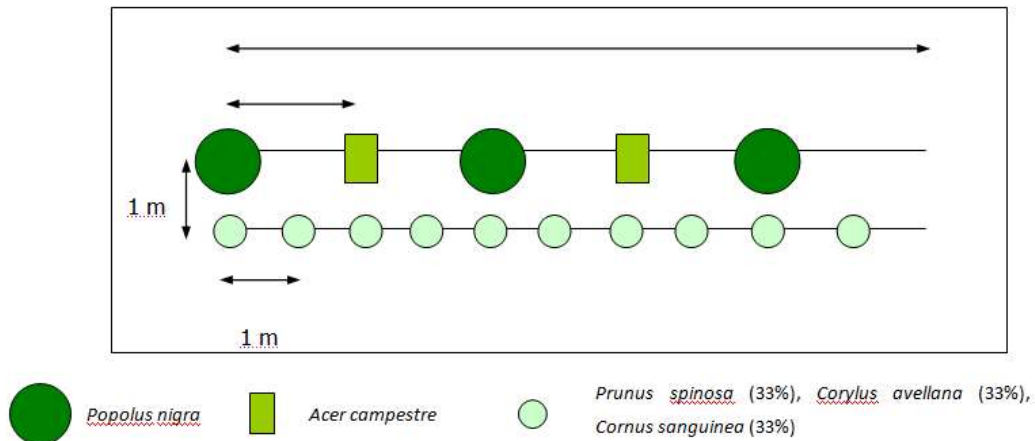 1 m
1 m
Popolus nigra
Acer campestre
Prunus spinosa (33%), Corylus avellana (33%),
Cornus sanguinea (33%)